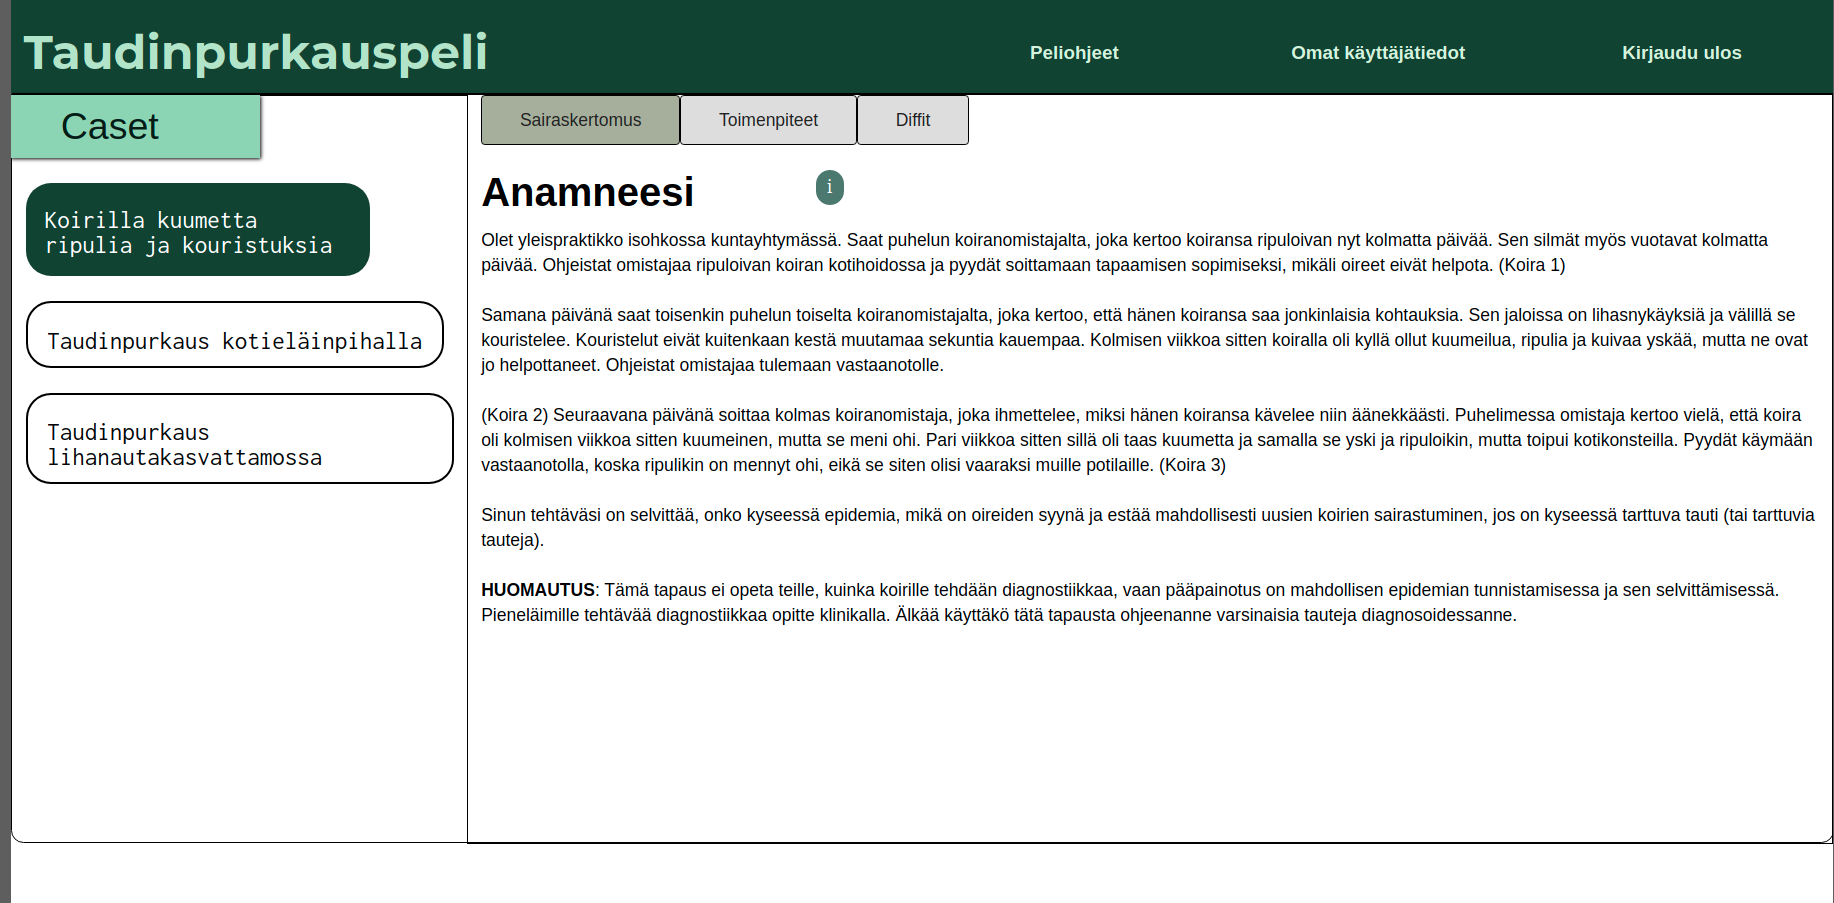 Taudinpurkauspeli
Peliohjeet
Omat käyttäjätiedot
Kirjaudu ulos
Caset
Koirilla kuumetta
ripulia ja kouristuksia
Taudinpurkaus kotieläinpihalla
Taudinpurkaus
lihanautakasvattamossa
Sairaskertomus
Toimenpiteet
Diffit
Anamneesi
i
Olet yleispraktikko isohkossa kuntayhtymässä. Saat puhelun koiranomistajalta, joka kertoo koiransa ripuloivan nyt kolmatta päivää. Sen silmät myös vuotavat kolmatta
päivää. Ohjeistat omistajaa ripuloivan koiran kotihoidossa ja pyydät soittamaan tapaamisen sopimiseksi, mikäli oireet eivät helpota. (Koira 1)
Samana päivänä saat toisenkin puhelun toiselta koiranomistajalta, joka kertoo, että hänen koiransa saa jonkinlaisia kohtauksia. Sen jaloissa on lihasnykäyksiä ja välillä se
kouristelee. Kouristelut eivät kuitenkaan kestä muutamaa sekuntia kauempaa. Kolmisen viikkoa sitten koiralla oli kyllä ollut kuumeilua, ripulia ja kuivaa yskää, mutta ne ovat
jo helpottaneet. Ohjeistat omistajaa tulemaan vastaanotolle.
(Koira 2) Seuraavana päivänä soittaa kolmas koiranomistaja, joka ihmettelee, miksi hänen koiransa kävelee niin äänekkäästi. Puhelimessa omistaja kertoo vielä, että koira
oli kolmisen viikkoa sitten kuumeinen, mutta se meni ohi. Pari viikkoa sitten sillä oli taas kuumetta ja samalla se yski ja ripuloikin, mutta toipui kotikonsteilla. Pyydät käymään
vastaanotolla, koska ripulikin on mennyt ohi, eikä se siten olisi vaaraksi muille potilaille. (Koira 3)
Sinun tehtäväsi on selvittää, onko kyseessä epidemia, mikä on oireiden syynä ja estää mahdollisesti uusien koirien sairastuminen, jos on kyseessä tarttuva tauti (tai tarttuvia
tauteja).
HUOMAUTUS: Tämä tapaus ei opeta teille, kuinka koirille tehdään diagnostiikkaa, vaan pääpainotus on mahdollisen epidemian tunnistamisessa ja sen selvittämisessä.
Pieneläimille tehtävää diagnostiikkaa opitte klinikalla. Älkää käyttäkö tätä tapausta ohjeenanne varsinaisia tauteja diagnosoidessanne.